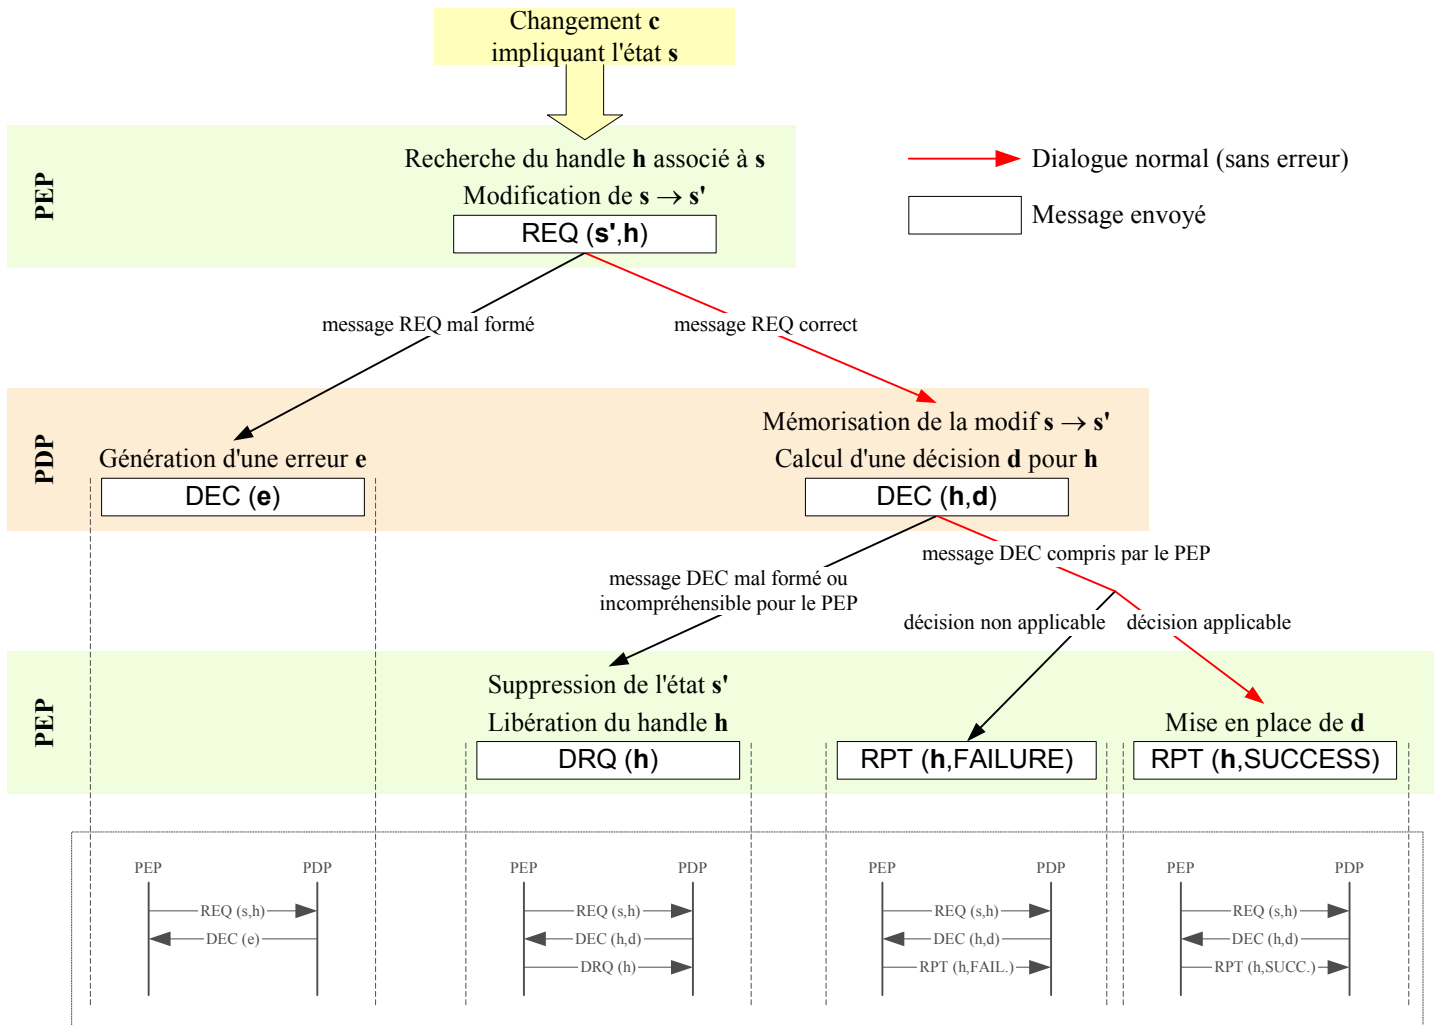 Changement c
impliquant l'état s
PEP
Recherche du handle h associé à s
Modification de s → s'
REQ (s',h)
Dialogue normal (sans erreur)
Message envoyé
message REQ mal formé
message REQ correct
PDP
Génération d'une erreur e
DEC (e)
Mémorisation de la modif s → s'
Calcul d'une décision d pour h
DEC (h,d)
message DEC mal formé ou
incompréhensible pour le PEP
message DEC compris par le PEP
décision non applicable
décision applicable
PEP
Suppression de l'état s'
Libération du handle h
DRQ (h)
RPT (h,FAILURE)
Mise en place de d
RPT (h,SUCCESS)
PEP
PDP
REQ (s,h)
DEC (e)
PEP
PDP
REQ (s,h)
DEC (h,d)
DRQ (h)
PEP
PDP
REQ (s,h)
DEC (h,d)
RPT (h,FAIL.)
PEP
PDP
REQ (s,h)
DEC (h,d)
RPT (h,SUCC.)